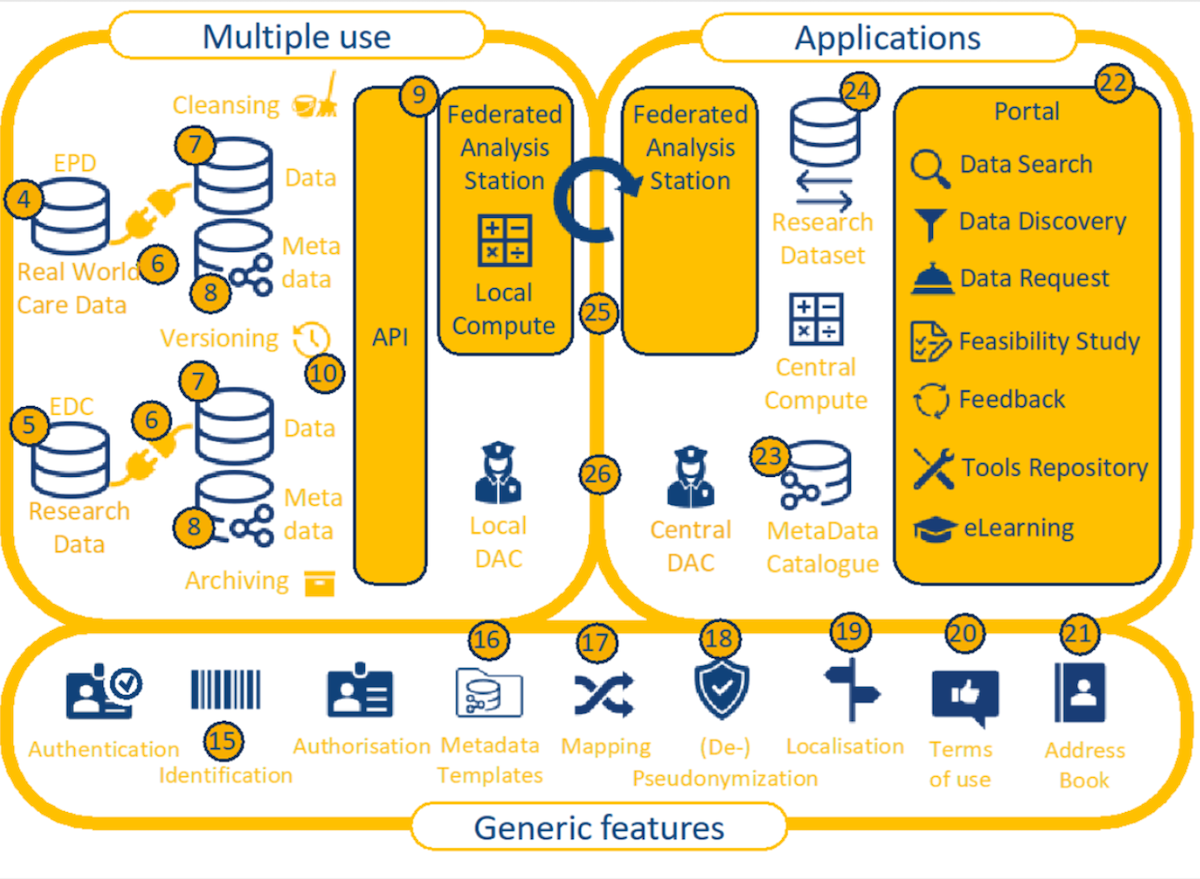 Multiple use
Cleansing
9
7
EPD
4
Data
Real World
Care Data
6
Meta
data
8
Versioning
10
API
Federated
Analysis
Station
Local
Compute
7
EDC
5
6
Data
Research
Data
Meta
data
8
Archiving
Local
DAC
25
26
Applications
Federated
Analysis
Station
24
Research
Dataset
Central
Compute
23
Central
DAC
MetaData
Catalogue
22
Portal
Data Search
Data Discovery
Data Request
Feasibility Study
Feedback
Tools Repository
eLearning
Authentication
15
Identification
Authorisation
16
Metadata
Templates
17
Mapping
18
(De-)
Pseudonymization
19
Localisation
20
Terms
of use
21
Address
Book
Generic features